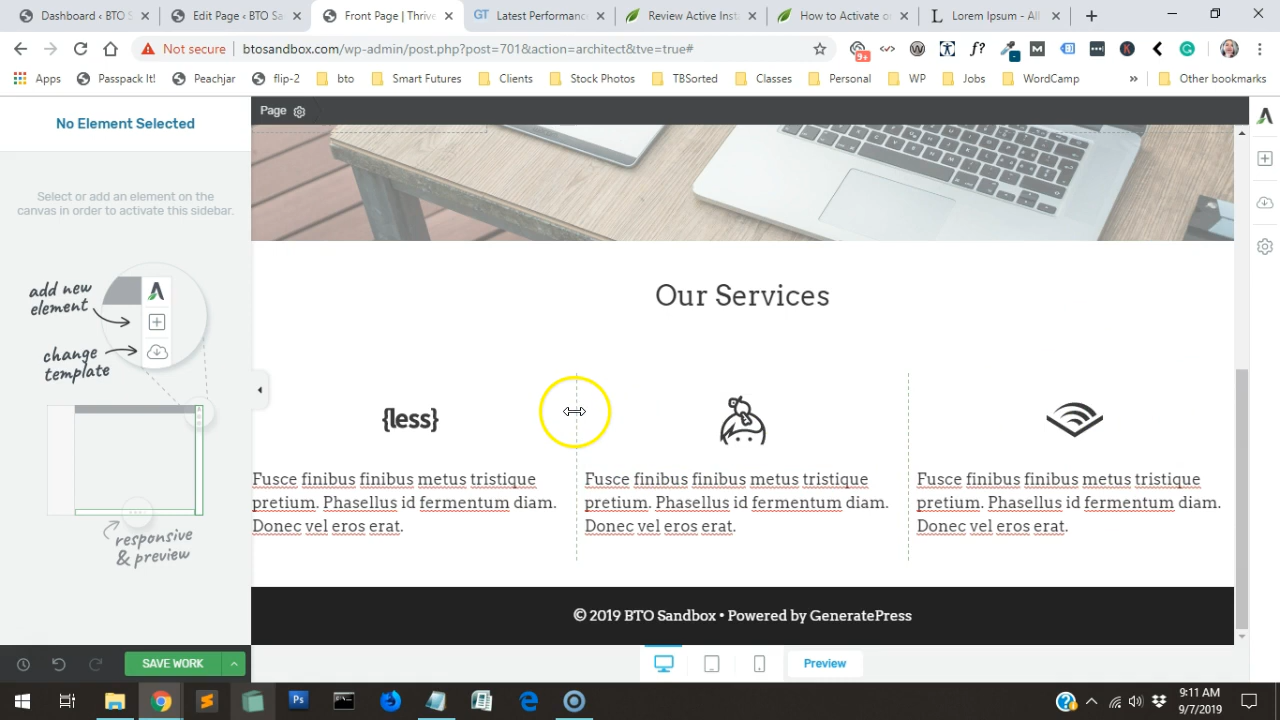 Dashboard ‹ BTO S
Edit Page ‹ BTO Sa
Front Page | Thrive
GT Latest Performanc
Review Active Inst
How to Activate o
L Lorem Ipsum - All
Not secure
btosandbox.com/wp-admin/post.php?post=701&action=architect&tve=true#
f?
9+
M
K
Apps
Passpack It!
Peachjar
flip-2
bto
Smart Futures
Clients
Stock Photos
TBSorted
Classes
Personal
WP
Jobs
WordCamp
»
Other bookmarks
No Element Selected
Page
Select or add an element on the
canvas in order to activate this sidebar.
add new
element
change
template
responsive
& preview
Our Services
{less}
Fusce finibus finibus metus tristique
pretium. Phasellus id fermentum diam.
Donec vel eros erat.
Fusce finibus finibus metus tristique
pretium. Phasellus id fermentum diam.
Donec vel eros erat.
Fusce finibus finibus metus tristique
pretium. Phasellus id fermentum diam.
Donec vel eros erat.
© 2019 BTO Sandbox • Powered by GeneratePress
SAVE WORK
Preview
Ps
9:11 AM
9/7/2019